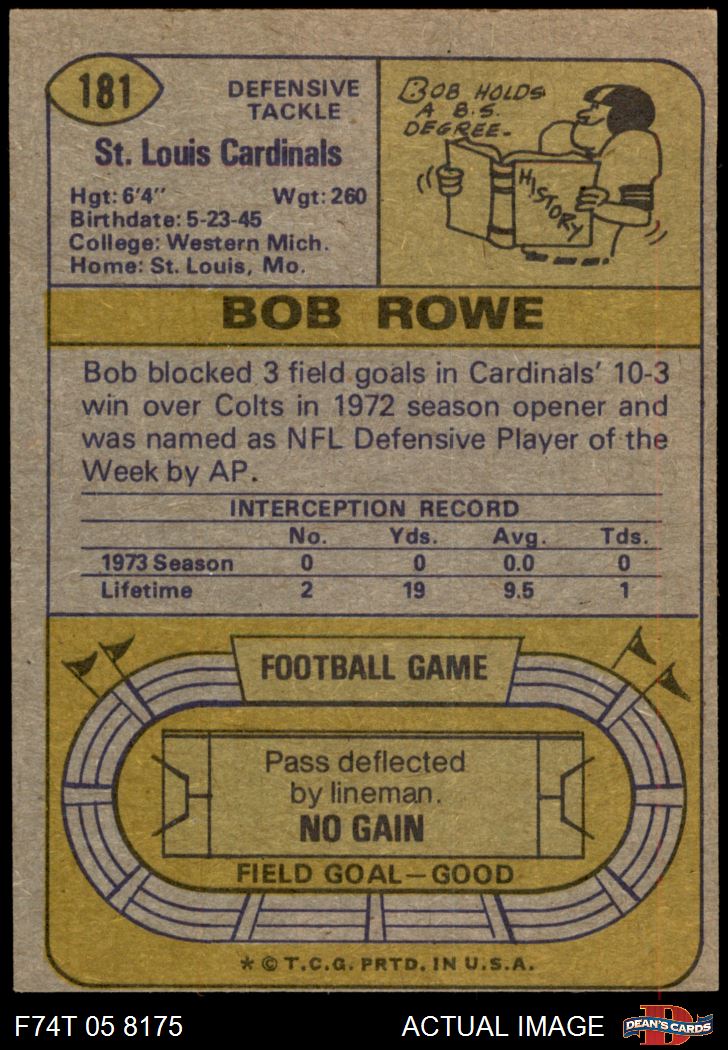 181
DEFENSIVE
TACKLE
St. Louis Cardinals
Hgt: 6'4" Wgt: 260
Birthdate: 5-23-45
College: Western Mich.
Home: St. Louis, Mo.
BOB HOLDS
A B.S.
DEGREE.
HISTORY
BOB ROWE
Bob blocked 3 field goals in Cardinals' 10-3
win over Colts in 1972 season opener and
was named as NFL Defensive Player of the
Week by AP.
INTERCEPTION RECORD
No. Yds. Avg. Tds.
1973 Season 0 0 0.0 0
Lifetime 2 19 9.5 1
FOOTBALL GAME
Pass deflected
by lineman.
NO GAIN
FIELD GOAL—GOOD
* © T.C.G. PRTD. IN U.S.A.
F74T 05 8175 ACTUAL IMAGE
D
DEAN'S CARDS